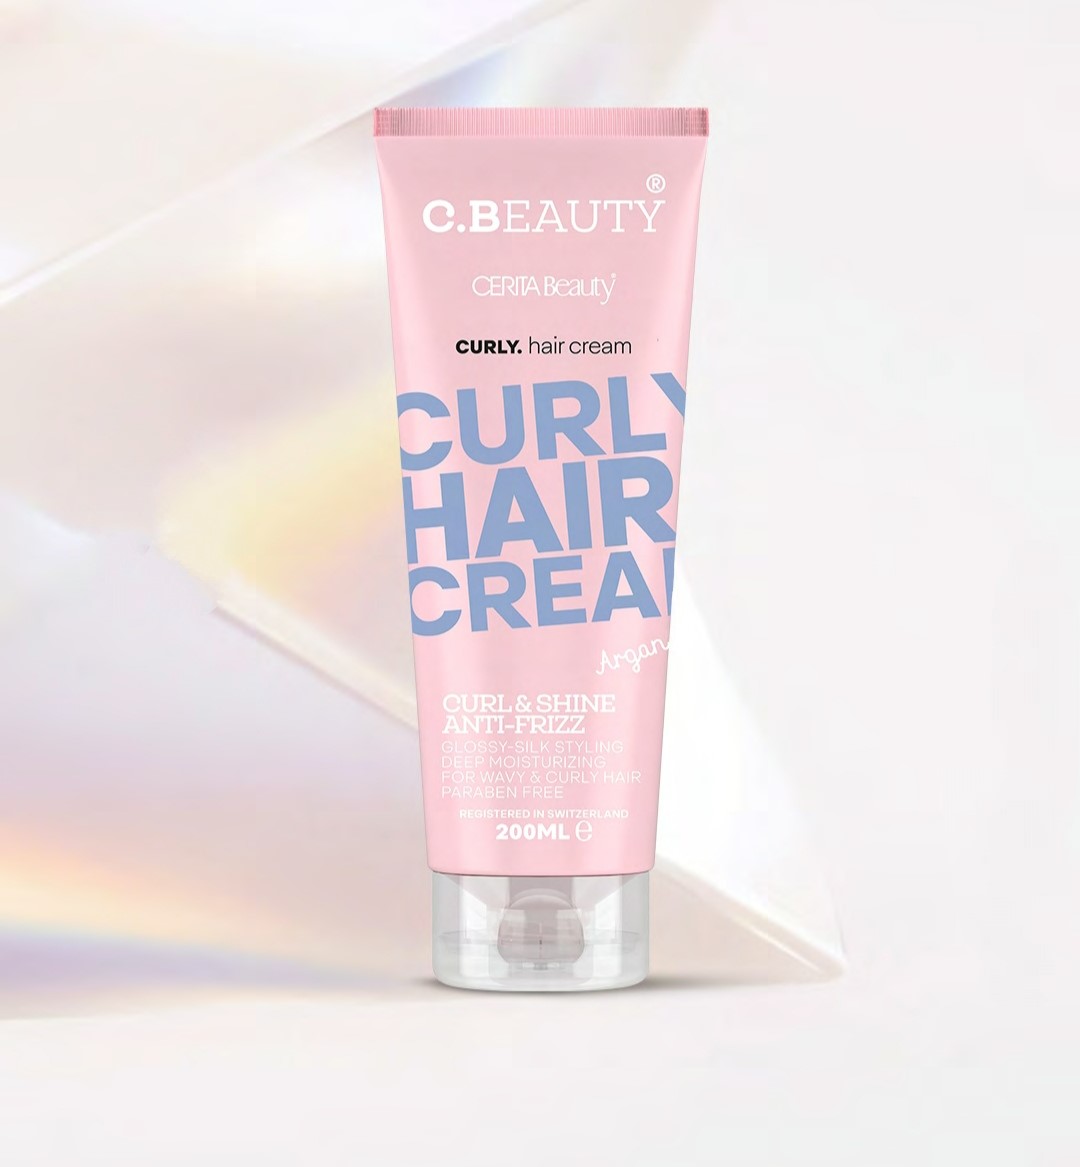 C.BEAUTY®
CERITA Beauty
CURLY. hair cream
CURLY
HAIR
CREA
Argan
CURL & SHINE
ANTI-FRIZZ
GLOSSY-SILK STYLING
DEEP MOISTURIZING
FOR WAVY & CURLY HAIR
PARABEN FREE
REGISTERED IN SWITZERLAND
200ML ℮